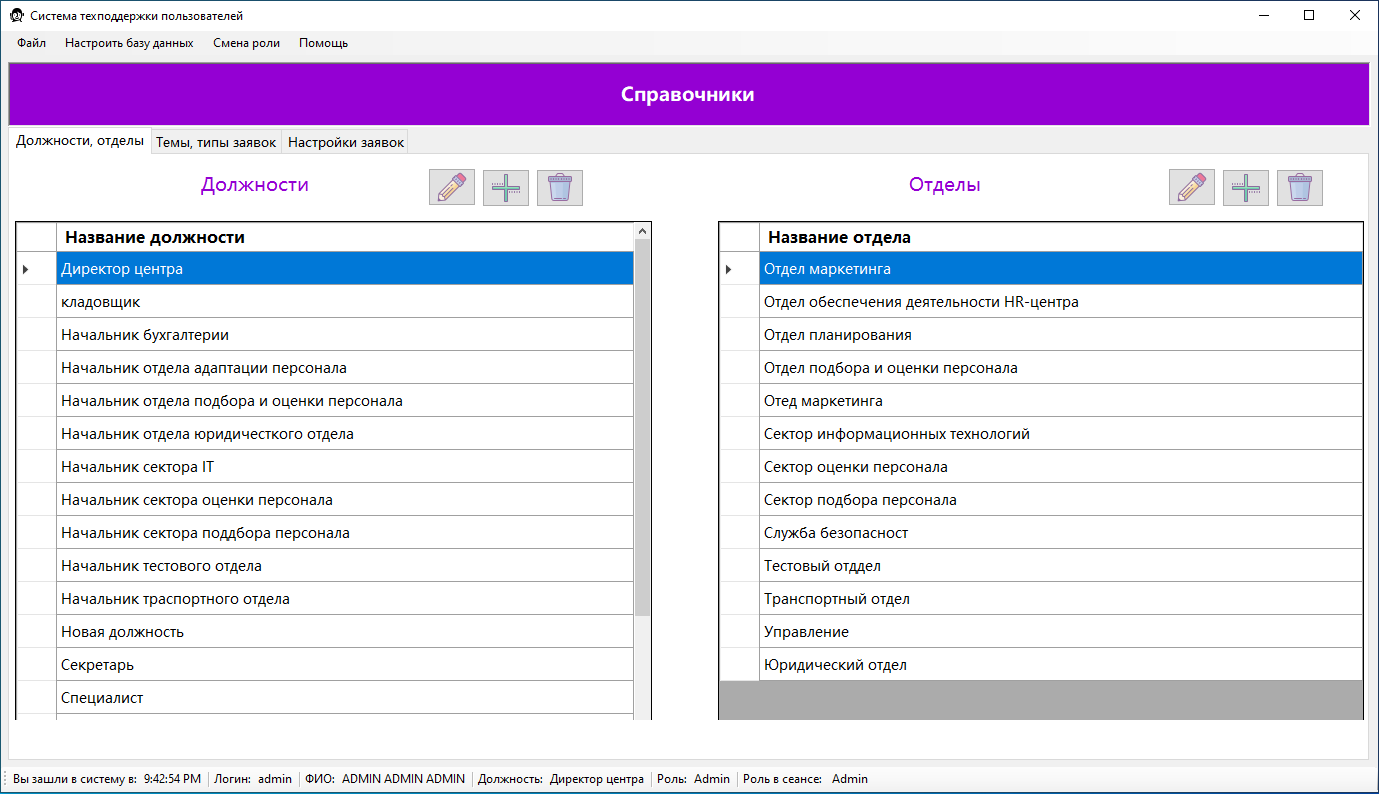 Система техподдержки пользователей
Файл Настроить базу данных Смена роли Помощь
Справочники
Должности, отделы Темы, типы заявок Настройки заявок
Должности
Название должности
Директор центра
кладовщик
Начальник бухгалтерии
Начальник отдела адаптации персонала
Начальник отдела подбора и оценки персонала
Начальник отдела юридичесткого отдела
Начальник сектора IT
Начальник сектора оценки персонала
Начальник сектора поддбора персонала
Начальник тестового отдела
Начальник траспортного отдела
Новая должность
Секретарь
Специалист
Отделы
Название отдела
Отдел маркетинга
Отдел обеспечения деятельности HR-центра
Отдел планирования
Отдел подбора и оценки персонала
Отед маркетинга
Сектор информационных технологий
Сектор оценки персонала
Сектор подбора персонала
Служба безопасност
Тестовый отддел
Транспортный отдел
Управление
Юридический отдел
Вы зашли в систему в: 9:42:54 PM Логин: admin ФИО: ADMIN ADMIN ADMIN Должность: Директор центра Роль: Admin Роль в сеансе: Admin